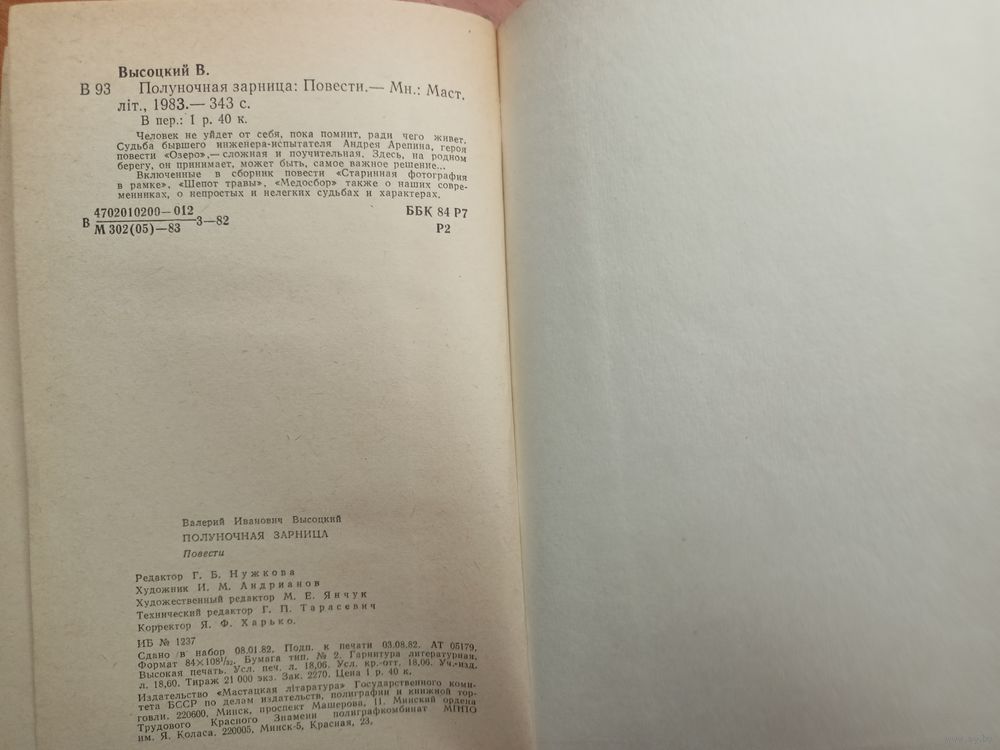 Высоцкий В.
В 93 Полуночная зарница: Повести.— Мн.: Маст.
літ., 1983.— 343 с.
В пер.: 1 р. 40 к.
Человек не уйдет от себя, пока помнит, ради чего живет.
Судьба бывшего инженера-испытателя Андрея Арепина, героя
повести «Озеро»,— сложная и поучительная. Здесь, на родном
берегу, он принимает, может быть, самое важное решение...
Включенные в сборник повести «Старинная фотография
в рамке», «Шепот травы», «Медосбор» также о наших совре-
менниках, о непростых и нелегких судьбах и характерах.
В 4702010200—012
М 302(05)—83
3—82
ББК 84 Р7
Р2
Валерий Иванович Высоцкий
ПОЛУНОЧНАЯ ЗАРНИЦА
Повести
Редактор Г. Б. Нужкова
Художник И. М. Андрианов
Художественный редактор М. Е. Янчук
Технический редактор Г. П. Тарасевич
Корректор Я. Ф. Харько.
ИБ № 1237
Сдано в набор 08.01.82. Подп. к печати 03.08.82. АТ 05179.
Формат 84×108¹/₃₂. Бумага тип. № 2. Гарнитура литературная.
Высокая печать. Усл. печ. л. 18,06. Усл. кр.-отт. 18,06. Уч.-изд.
л. 18,60. Тираж 21 000 экз. Зак. 2270. Цена 1 р. 40 к.
Издательство «Мастацкая літаратура» Государственного коми-
тета БССР по делам издательств, полиграфии и книжной тор-
говли. 220600, Минск, проспект Машерова, 11. Минский ордена
Трудового Красного Знамени полиграфкомбинат МППО
им. Я. Коласа. 220005, Минск-5, Красная, 23.